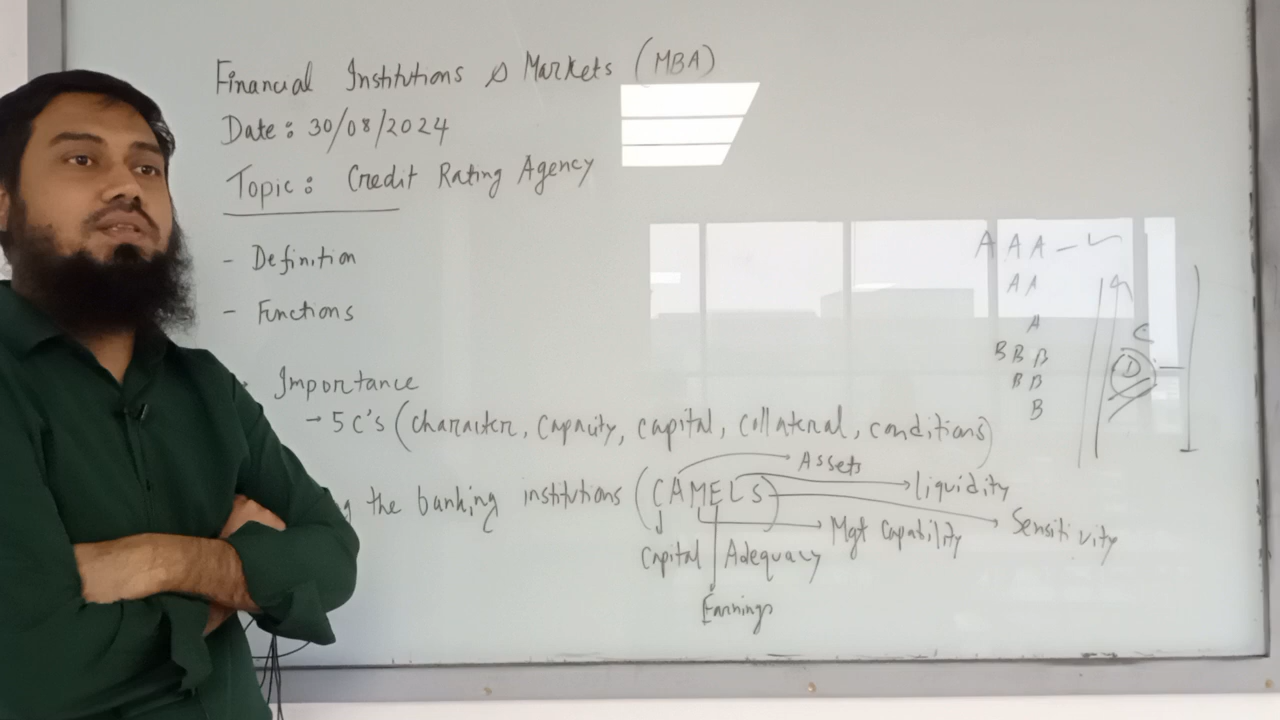 Financial Institutions & Markets (MBA)
Date: 30/08/2024
Topic: Credit Rating Agency
- Definition
- Functions
Importance
- 5 C's (character, capacity, capital, collateral, conditions)
the banking institutions (CAMELS)
Assets
liquidity
Sensitivity
Mgt Capability
Capital Adequacy
Earnings
AAA - ✓
AA
A
BBB
BB
B
C
D